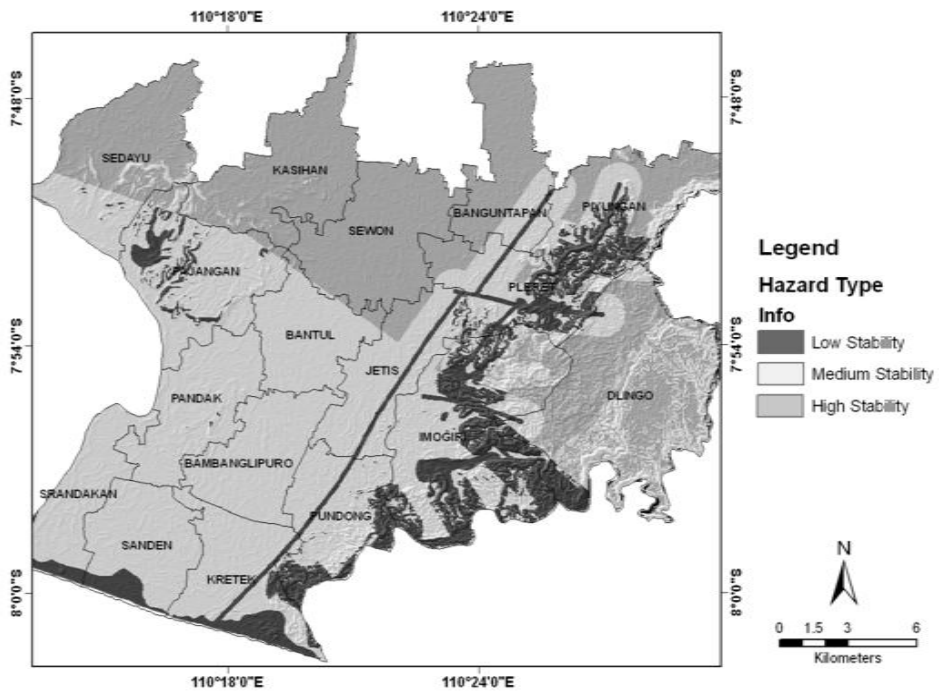 110°18'0"E
110°24'0"E
7°48'0"S
7°48'0"S
SEDAYU
KASIHAN
PIYUNGAN
BANGUNTAPAN
SEWON
PAJANGAN
PLERET
BANTUL
7°54'0"S
7°54'0"S
JETIS
PANDAK
DLINGO
IMOGIRI
BAMBANGLIPURO
SRANDAKAN
PUNDONG
SANDEN
KRETEK
8°0'0"S
8°0'0"S
110°18'0"E
110°24'0"E
Legend
Hazard Type
Info
Low Stability
Medium Stability
High Stability
N
0 1.5 3 6
Kilometers